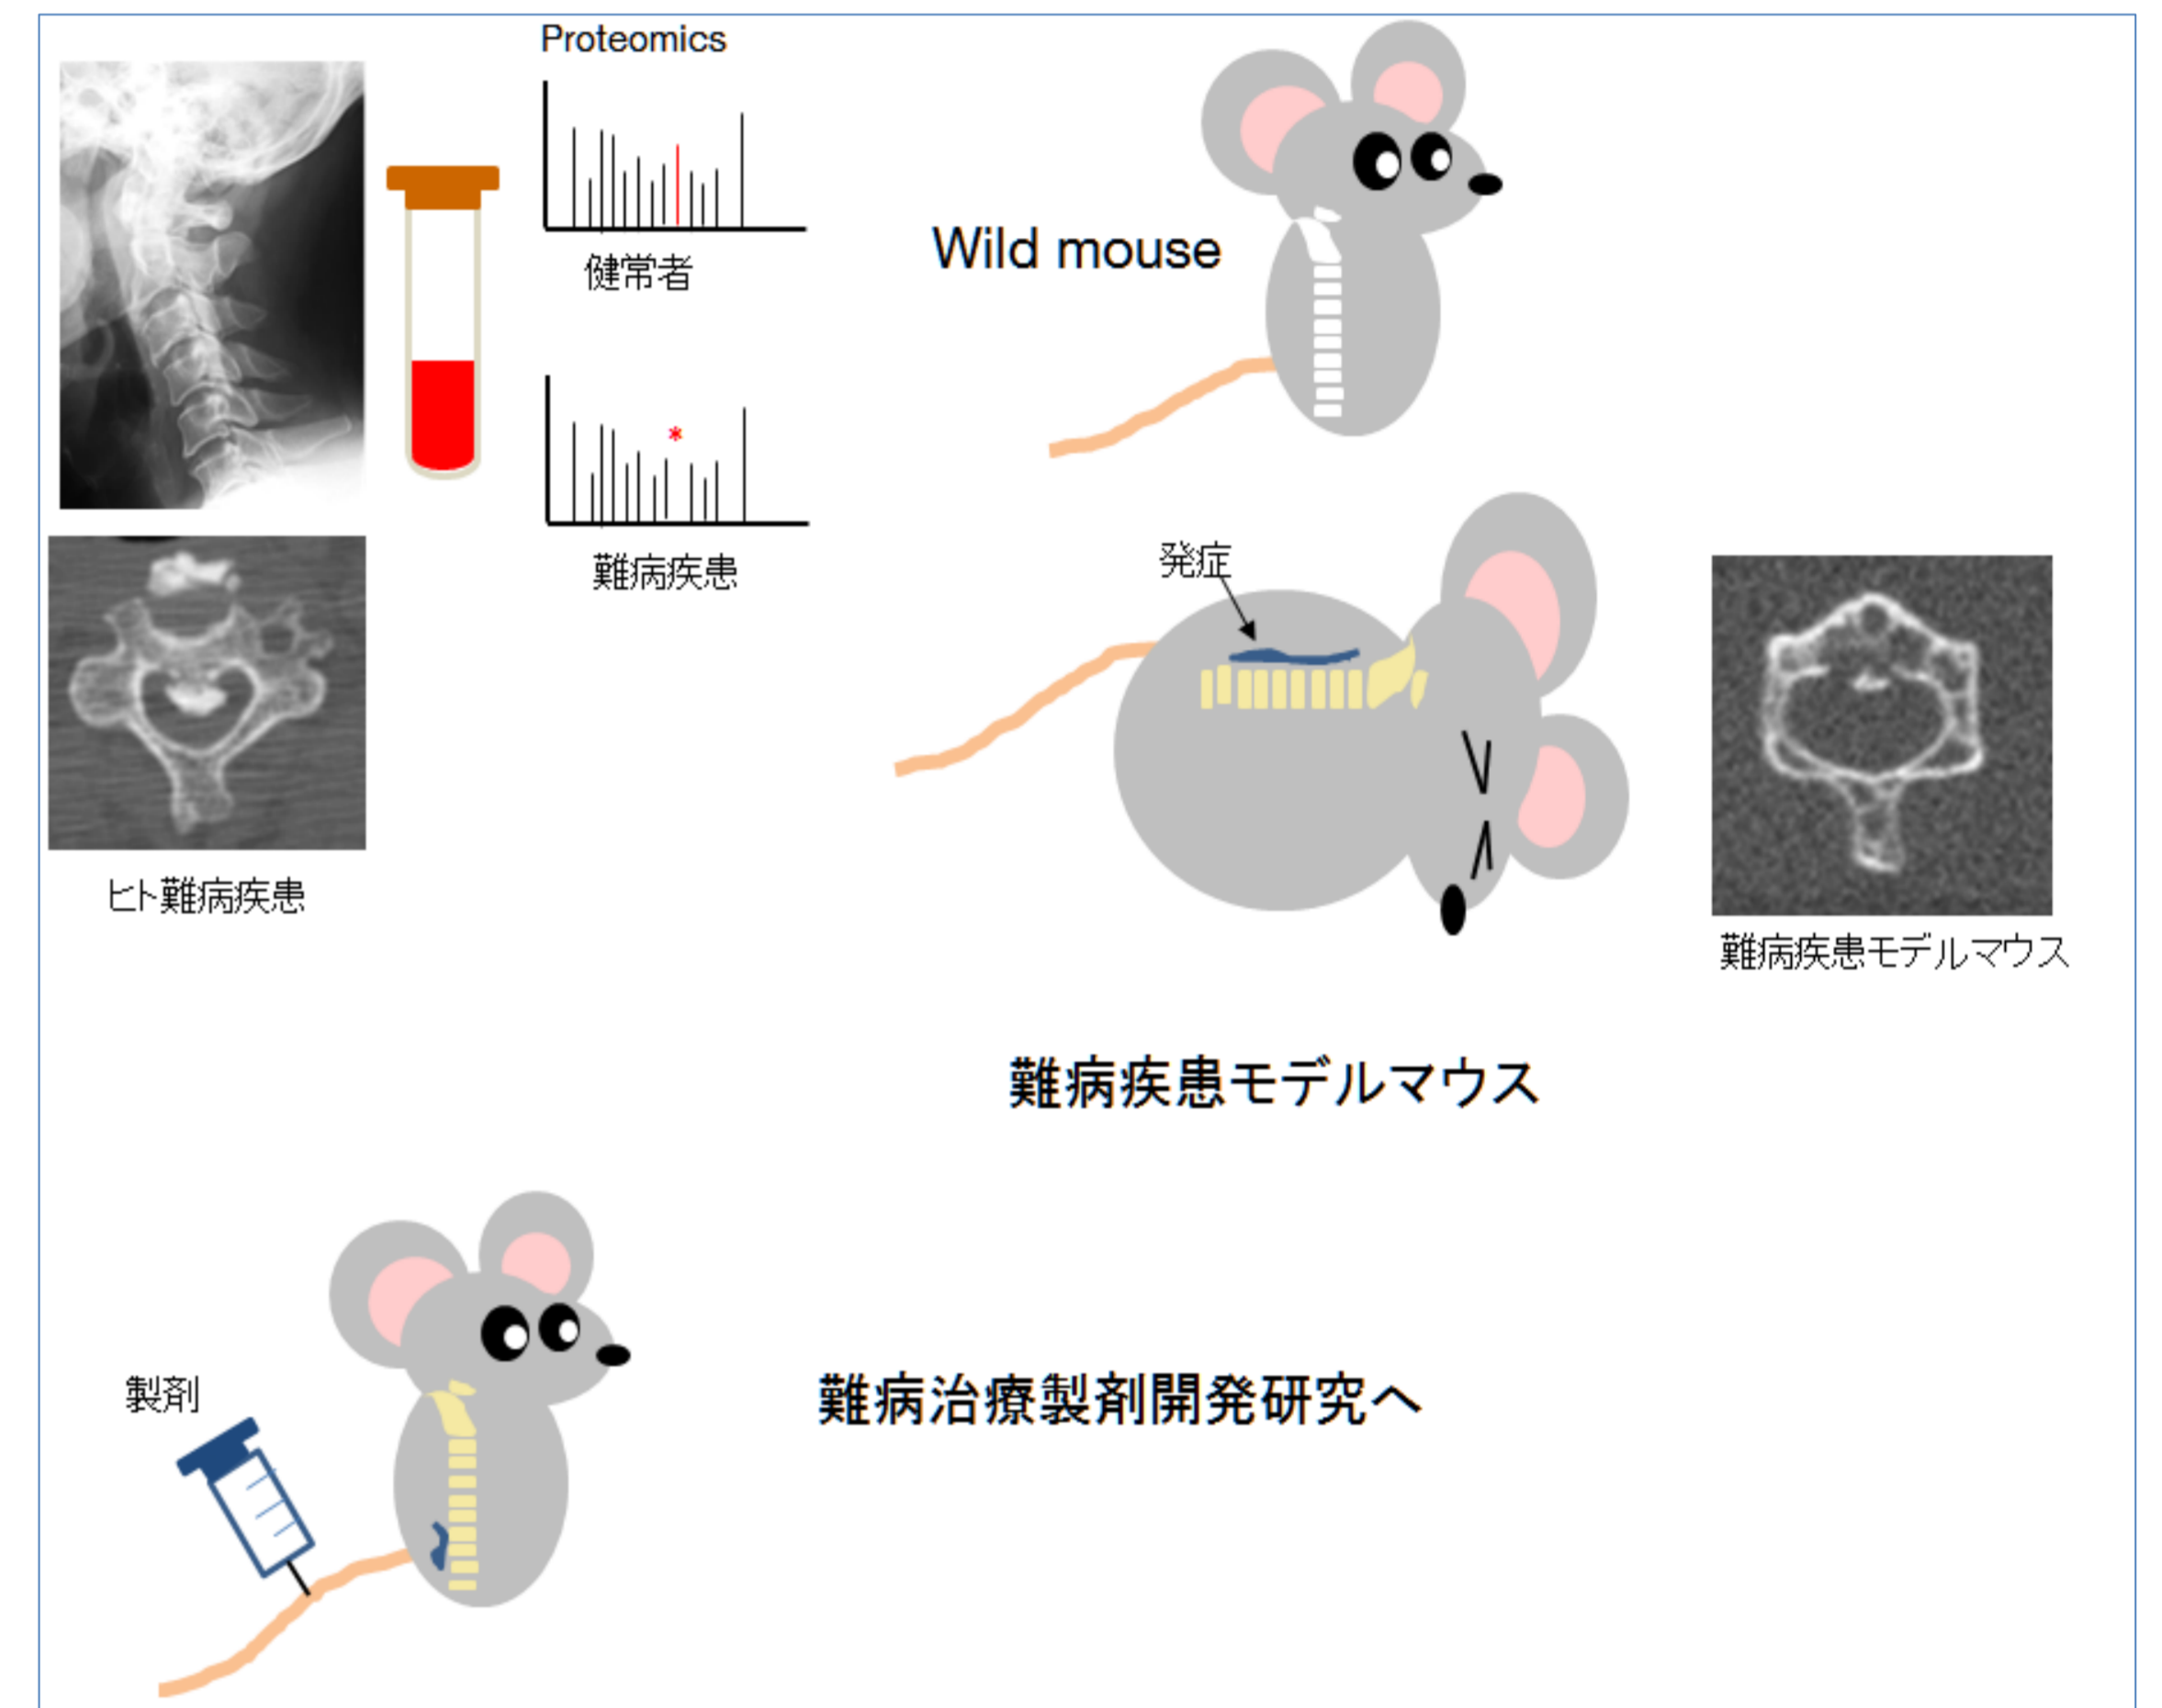 Proteomics
健常者
Wild mouse
*
難病疾患
発症
ヒト難病疾患
難病疾患モデルマウス
難病疾患モデルマウス
製剤
難病治療製剤開発研究へ